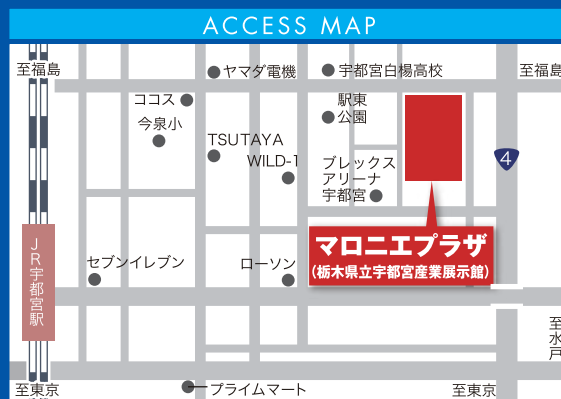 ACCESS MAP
至福島
ヤマダ電機
宇都宮白楊高校
至福島
ココス
駅東
公園
今泉小
TSUTAYA
WILD-1
ブレックス
アリーナ
宇都宮
4
マロニエプラザ
(栃木県立宇都宮産業展示館)
JR宇都宮駅
セブンイレブン
ローソン
至水戸
至東京
プライムマート
至東京